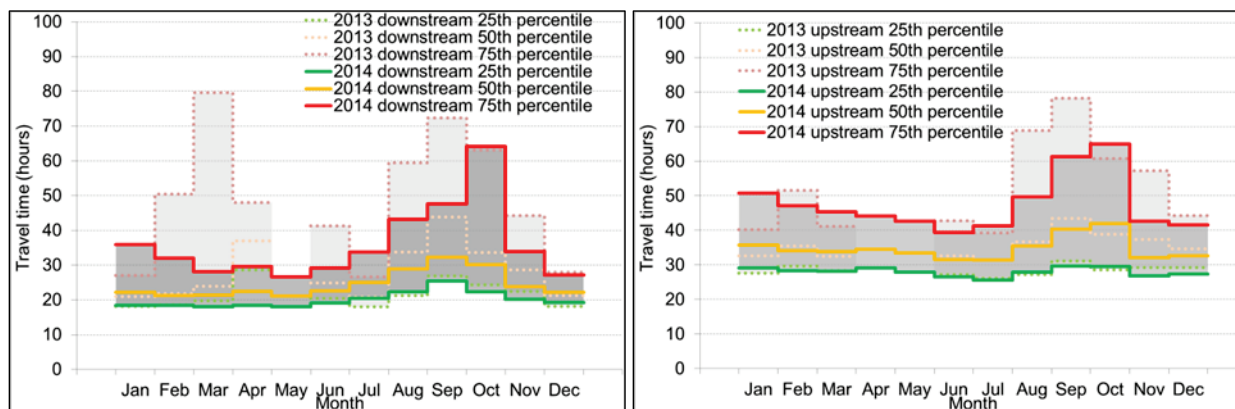 2013 downstream 25th percentile
2013 downstream 50th percentile
2013 downstream 75th percentile
2014 downstream 25th percentile
2014 downstream 50th percentile
2014 downstream 75th percentile
Travel time (hours)
100
90
80
70
60
50
40
30
20
10
0
Jan Feb Mar Apr May Jun Jul Aug Sep Oct Nov Dec
Month
2013 upstream 25th percentile
2013 upstream 50th percentile
2013 upstream 75th percentile
2014 upstream 25th percentile
2014 upstream 50th percentile
2014 upstream 75th percentile
Travel time (hours)
100
90
80
70
60
50
40
30
20
10
0
Jan Feb Mar Apr May Jun Jul Aug Sep Oct Nov Dec
Month